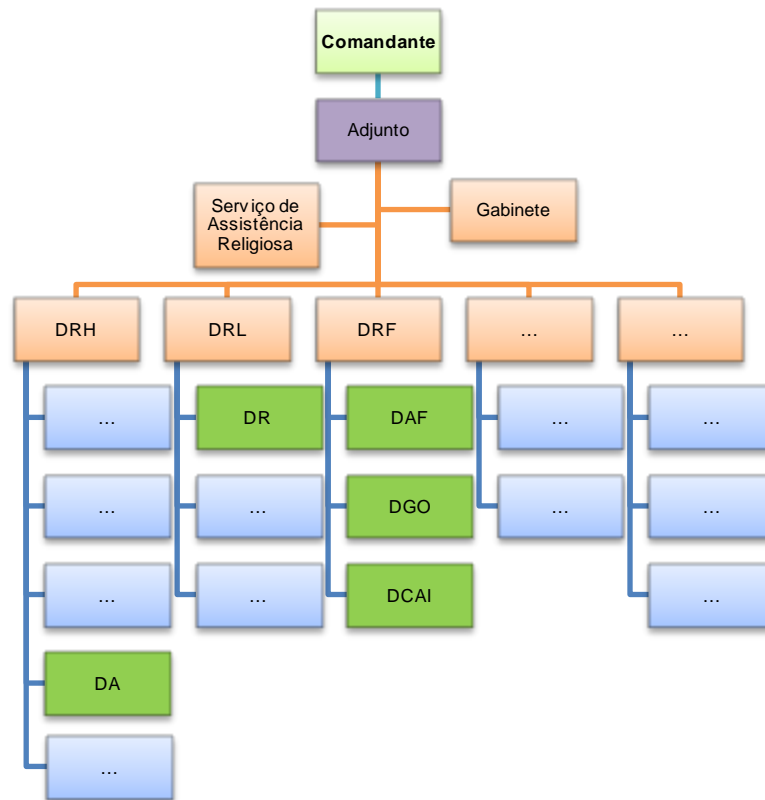 Comandante
Adjunto
Serviço de
Assistência
Religiosa
Gabinete
DRH
DRL
DRF
...
...
...
DR
DAF
...
...
...
...
DGO
...
...
...
...
DCAI
...
DA
...